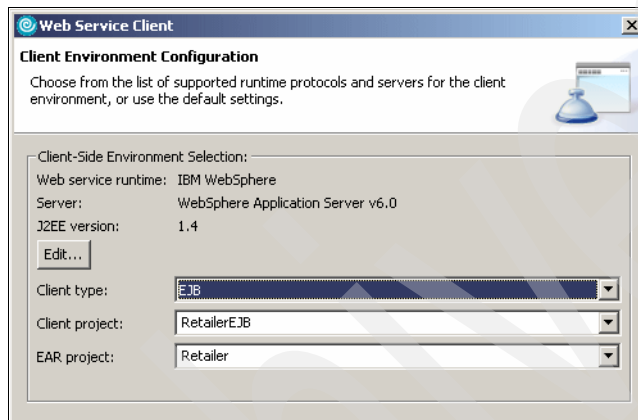 Web Service Client
Client Environment Configuration
Choose from the list of supported runtime protocols and servers for the client
environment, or use the default settings.
Client-Side Environment Selection:
Web service runtime: IBM WebSphere
Server: WebSphere Application Server v6.0
J2EE version: 1.4
Edit...
Client type: EJB
Client project: RetailerEJB
EAR project: Retailer